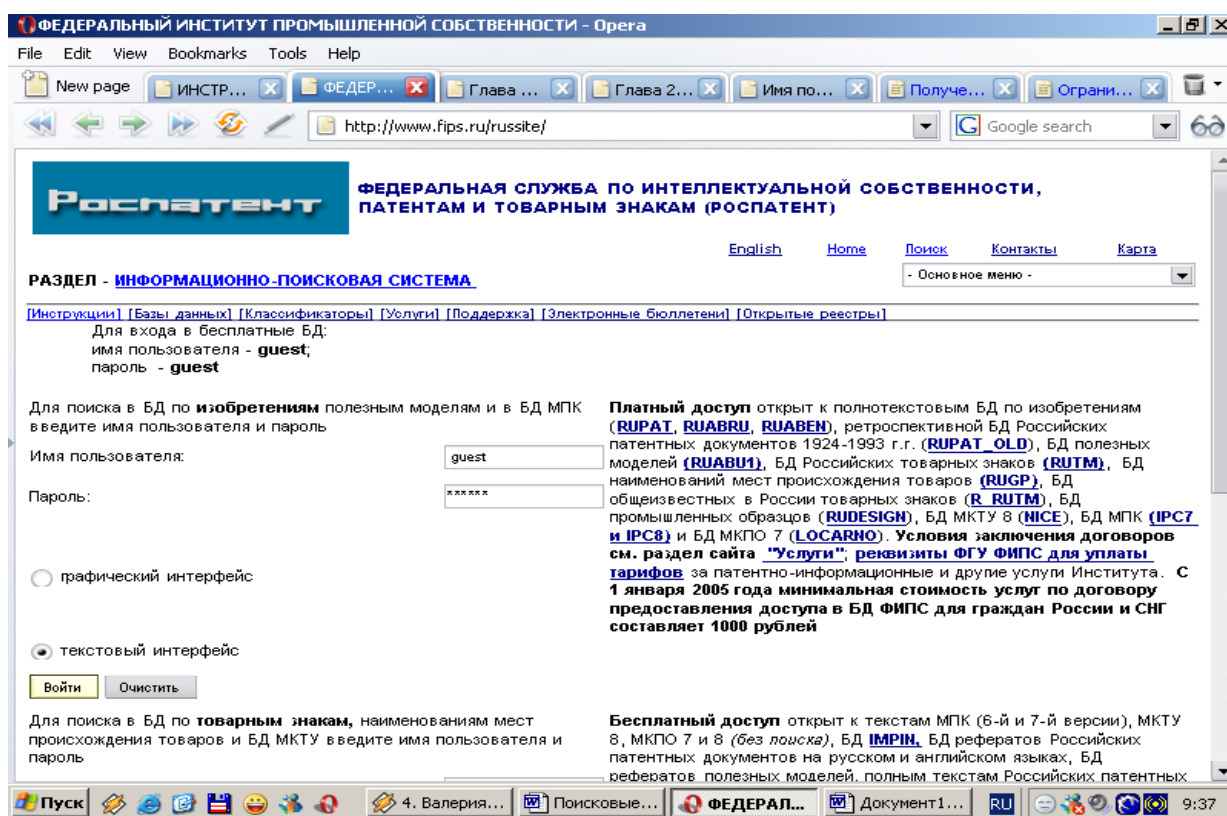 ФЕДЕРАЛЬНЫЙ ИНСТИТУТ ПРОМЫШЛЕННОЙ СОБСТВЕННОСТИ - Opera
File Edit View Bookmarks Tools Help
New page ИНСТР... ФЕДЕР... Глава ... Глава 2... Имя по... Получе... Ограни...
http://www.fips.ru/russite/ G Google search
Роспатент
ФЕДЕРАЛЬНАЯ СЛУЖБА ПО ИНТЕЛЛЕКТУАЛЬНОЙ СОБСТВЕННОСТИ,
ПАТЕНТАМ И ТОВАРНЫМ ЗНАКАМ (РОСПАТЕНТ)
English Home Поиск Контакты Карта
- Основное меню -
РАЗДЕЛ - ИНФОРМАЦИОННО-ПОИСКОВАЯ СИСТЕМА
[Инструкции] [Базы данных] [Классификаторы] [Услуги] [Поддержка] [Электронные бюллетени] [Открытые реестры]
Для входа в бесплатные БД:
имя пользователя - guest;
пароль - guest
Для поиска в БД по изобретениям полезным моделям и в БД МПК
введите имя пользователя и пароль
Имя пользователя: guest
Пароль: ******
графический интерфейс
текстовый интерфейс
Войти Очистить
Платный доступ открыт к полнотекстовым БД по изобретениям
(RUPAT, RUABRU, RUABEN), ретроспективной БД Российских
патентных документов 1924-1993 г.г. (RUPAT_OLD), БД полезных
моделей (RUABU1), БД Российских товарных знаков (RUTM), БД
наименований мест происхождения товаров (RUGP), БД
общеизвестных в России товарных знаков (R_RUTM), БД
промышленных образцов (RUDESIGN), БД МКТУ 8 (NICE), БД МПК (IPC7
и IPC8) и БД МКПО 7 (LOCARNO). Условия заключения договоров
см. раздел сайта "Услуги"; реквизиты ФГУ ФИПС для уплаты
тарифов за патентно-информационные и другие услуги Института. С
1 января 2005 года минимальная стоимость услуг по договору
предоставления доступа в БД ФИПС для граждан России и СНГ
составляет 1000 рублей
Для поиска в БД по товарным знакам, наименованиям мест
происхождения товаров и БД МКТУ введите имя пользователя и
пароль
Бесплатный доступ открыт к текстам МПК (6-й и 7-й версии), МКТУ
8, МКПО 7 и 8 (без поиска), БД IMPIN, БД рефератов Российских
патентных документов на русском и английском языках, БД
рефератов полезных моделей, полным текстам Российских патентных
Пуск 4. Валерия... Поисковые... ФЕДЕРАЛ... Документ1... RU 9:37